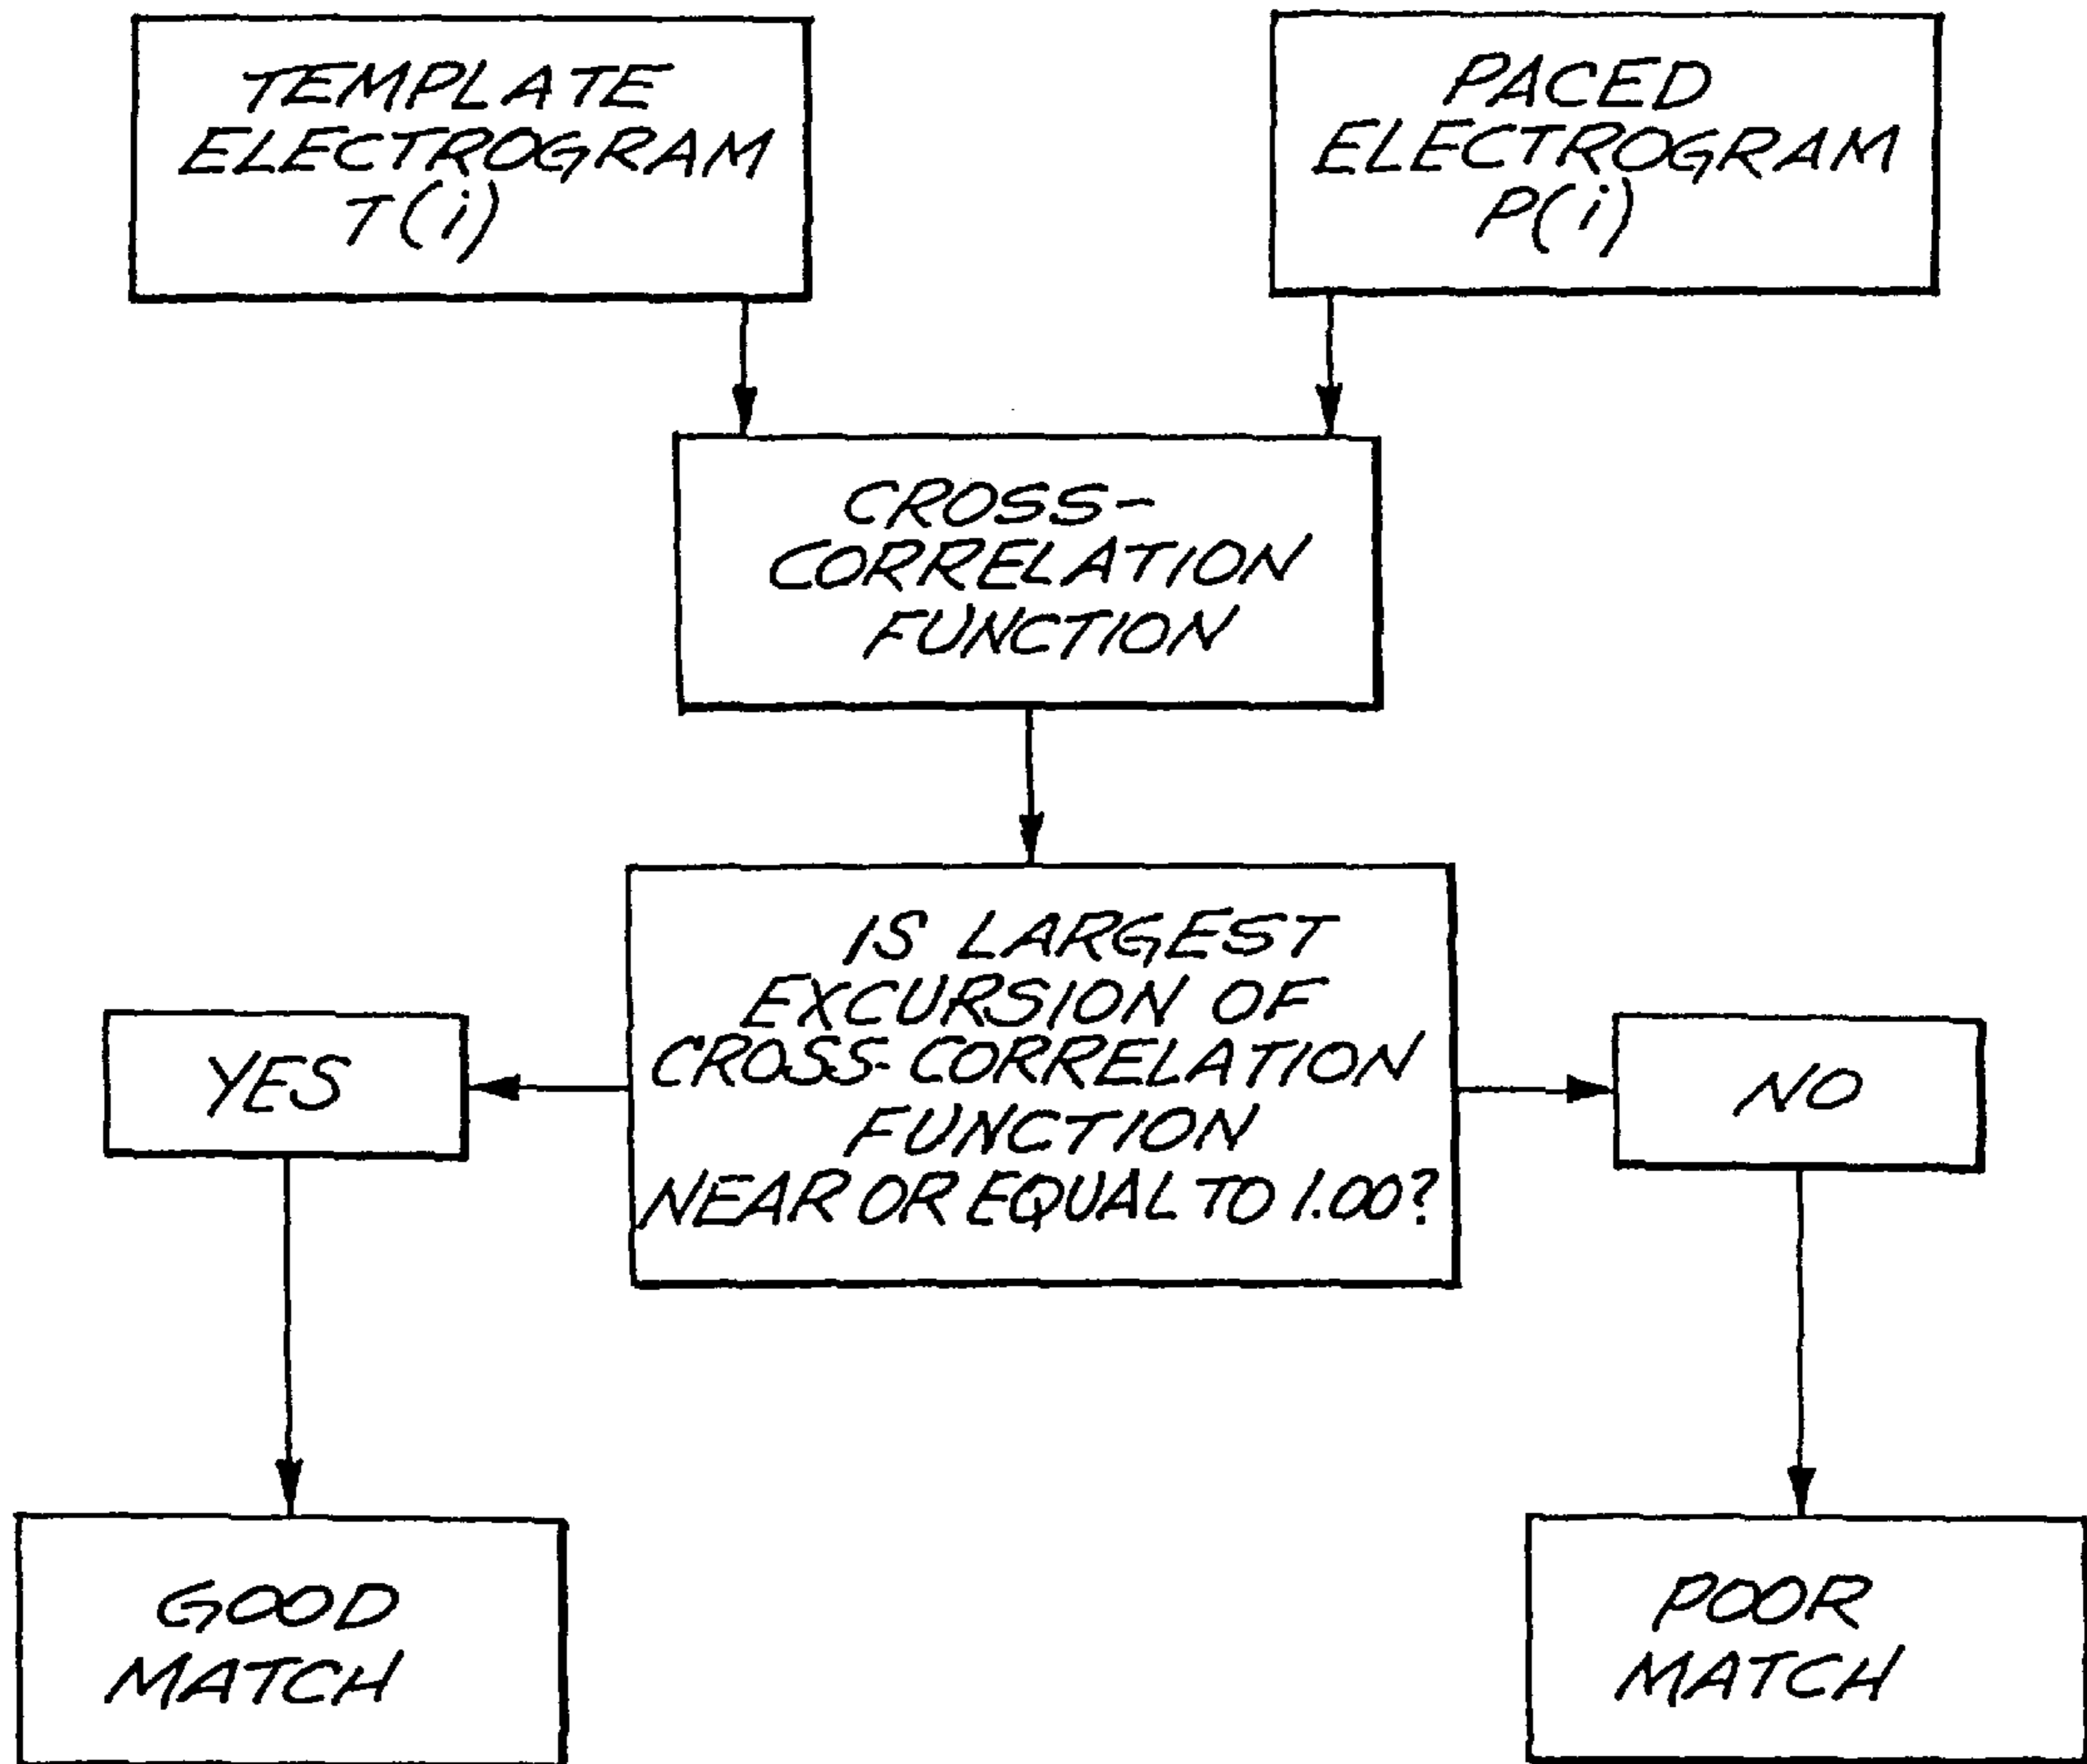 TEMPLATE
ELECTROGRAM
T(i)
PACED
ELECTROGRAM
P(i)
CROSS-
CORRELATION
FUNCTION
IS LARGEST
EXCURSION OF
CROSS-CORRELATION
FUNCTION
NEAR OR EQUAL TO 1.00?
YES
NO
GOOD
MATCH
POOR
MATCH